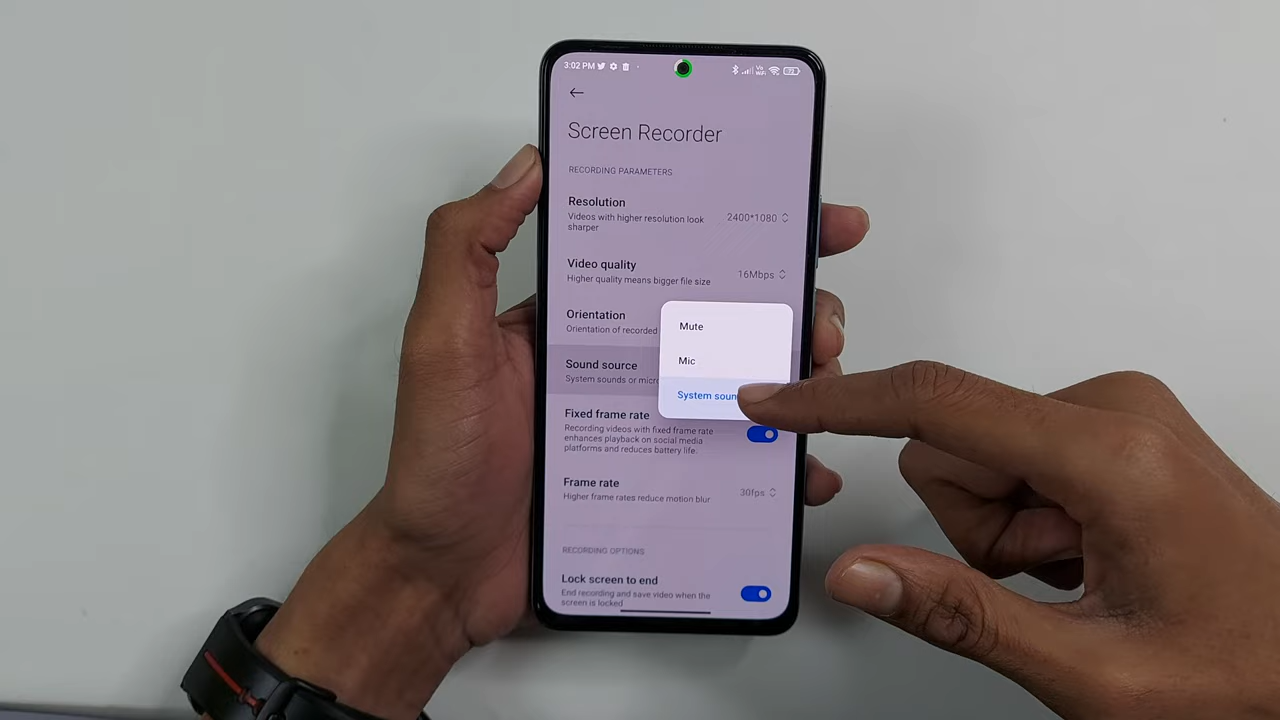 3:02 PM
Screen Recorder
RECORDING PARAMETERS
Resolution
Videos with higher resolution look
sharper
2400*1080
Video quality
Higher quality means bigger file size
16Mbps
Orientation
Orientation of recorded
Mute
Mic
Sound source
System sounds or micro
System soun
Fixed frame rate
Recording videos with fixed frame rate
enhances playback on social media
platforms and reduces battery life.
Frame rate
Higher frame rates reduce motion blur
30fps
RECORDING OPTIONS
Lock screen to end
End recording and save video when the
screen is locked